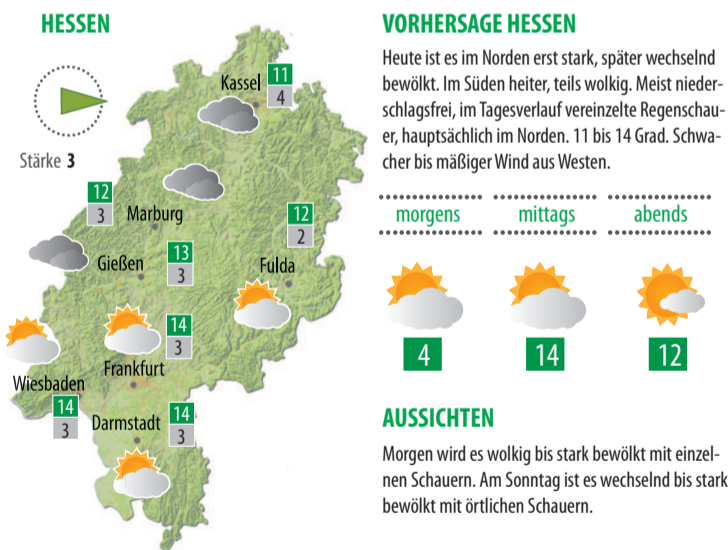 HESSEN
Kassel
11
4
Stärke 3
12
3
Marburg
12
2
Gießen
13
3
Fulda
14
3
Frankfurt
Wiesbaden
14
3
Darmstadt
14
3
VORHERSAGE HESSEN
Heute ist es im Norden erst stark, später wechselnd
bewölkt. Im Süden heiter, teils wolkig. Meist nieder-
schlagsfrei, im Tagesverlauf vereinzelte Regenschau-
er, hauptsächlich im Norden. 11 bis 14 Grad. Schwa-
cher bis mäßiger Wind aus Westen.
morgens mittags abends
4 14 12
AUSSICHTEN
Morgen wird es wolkig bis stark bewölkt mit einzel-
nen Schauern. Am Sonntag ist es wechselnd bis stark
bewölkt mit örtlichen Schauern.